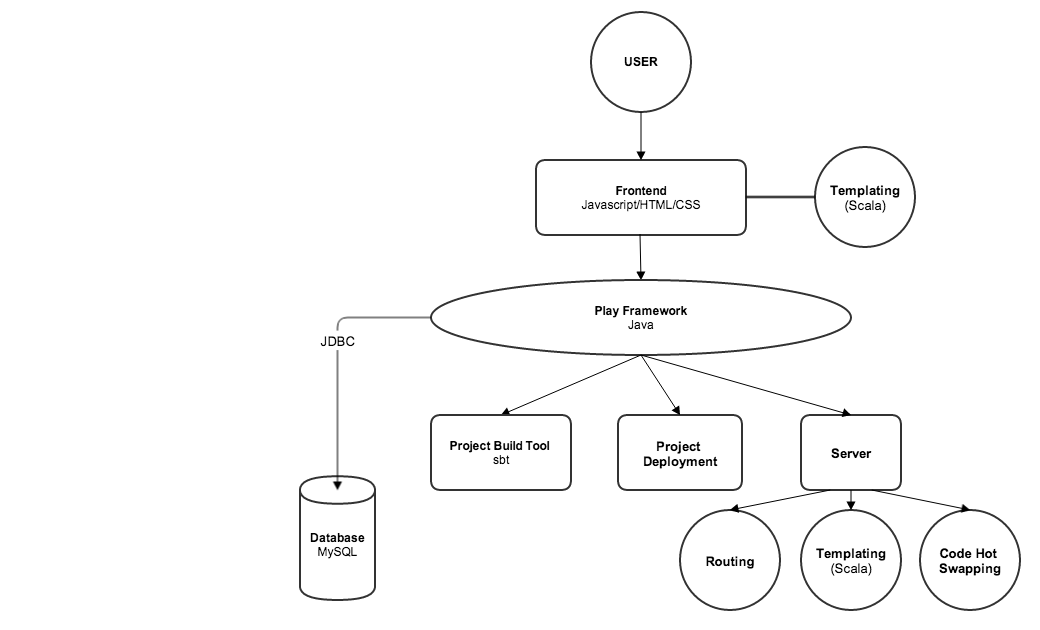 USER
Frontend
Javascript/HTML/CSS
Templating
(Scala)
Play Framework
Java
JDBC
Project Build Tool
sbt
Project
Deployment
Server
Database
MySQL
Routing
Templating
(Scala)
Code Hot
Swapping